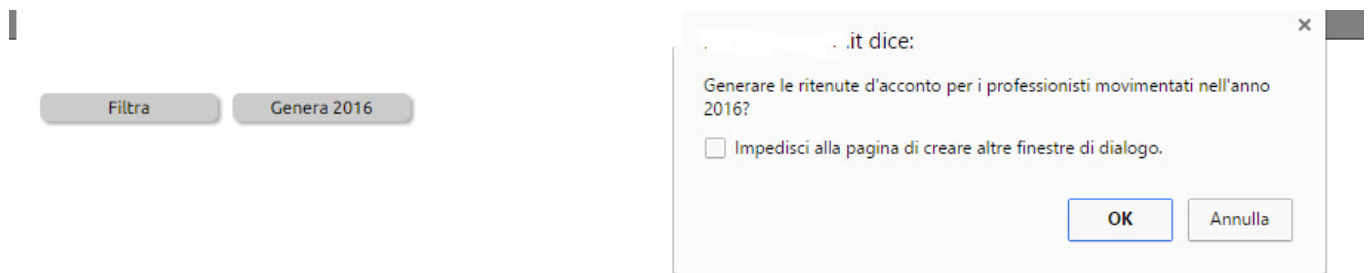 .it dice:
Generare le ritenute d'acconto per i professionisti movimentati nell'anno
2016?
Impedisci alla pagina di creare altre finestre di dialogo.
Filtra
Genera 2016
OK
Annulla